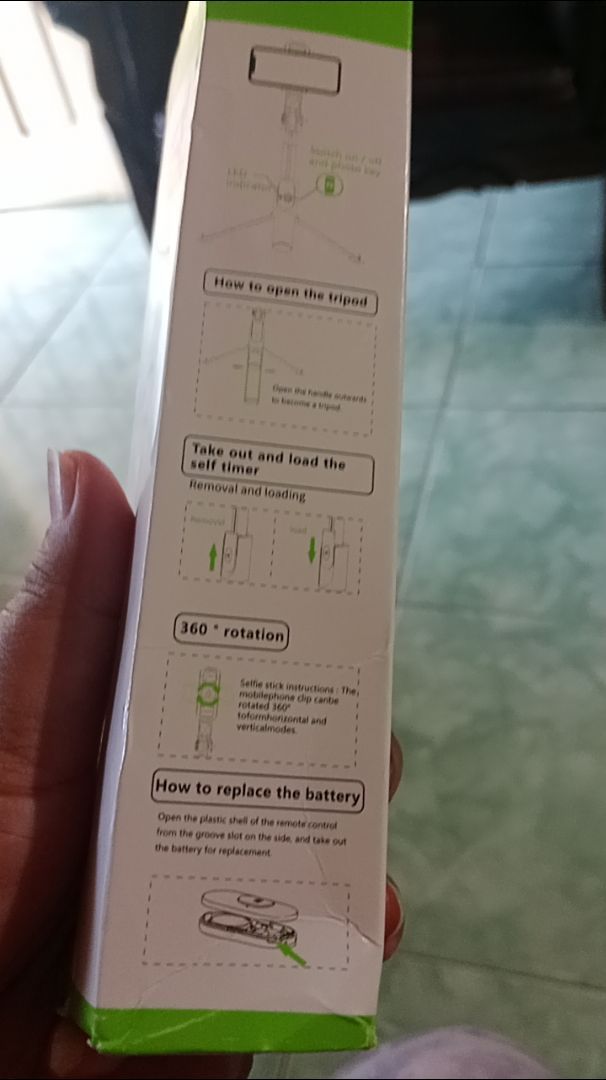 Switch on / off
and photo key
LED
indicator
How to open the tripod
Open the handle outwards
to become a tripod
Take out and load the
self timer
Removal and loading
Removal
load
360 ° rotation
Selfie stick instructions : The
mobilephone clip canbe
rotated 360°
toformhorizontal and
verticalmodes.
How to replace the battery
Open the plastic shell of the remote control
from the groove slot on the side, and take out
the battery for replacement.